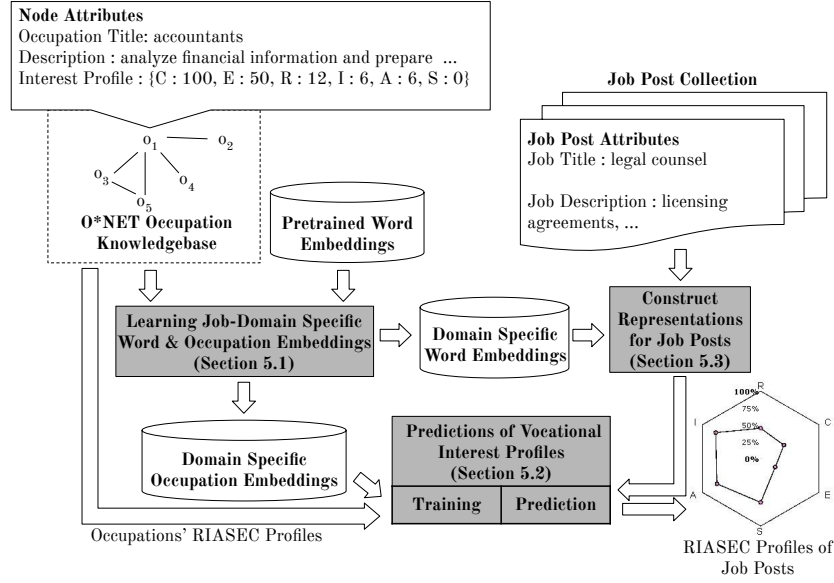 Node Attributes
Occupation Title: accountants
Description : analyze financial information and prepare ...
Interest Profile : {C : 100, E : 50, R : 12, I : 6, A : 6, S : 0}
Job Post Collection
Job Post Attributes
Job Title : legal counsel
Job Description : licensing
agreements, ...
o1
o2
o3
o4
o5
O*NET Occupation
Knowledgebase
Pretrained Word
Embeddings
Learning Job-Domain Specific
Word & Occupation Embeddings
(Section 5.1)
Domain Specific
Word Embeddings
Construct
Representations
for Job Posts
(Section 5.3)
Domain Specific
Occupation Embeddings
Predictions of Vocational
Interest Profiles
(Section 5.2)
Training
Prediction
Occupations' RIASEC Profiles
R
100%
75%
I
C
50%
25%
0%
A
E
S
RIASEC Profiles of
Job Posts